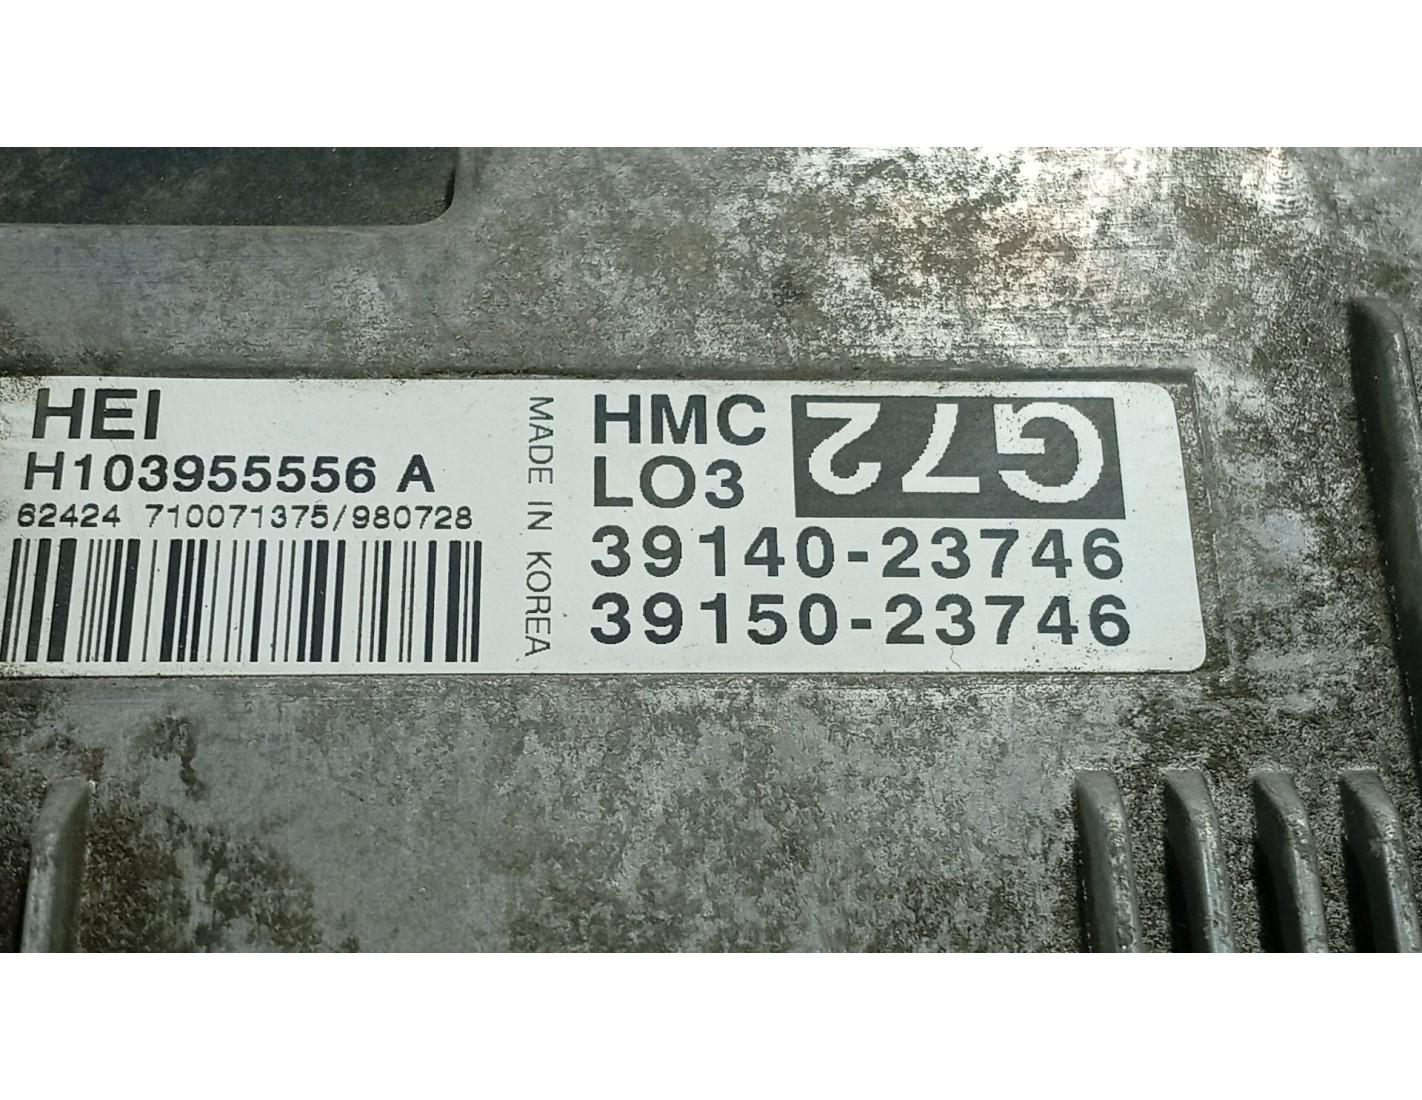 HEI
H103955556 A
62424 710071375/980728
MADE IN KOREA
HMC
LO3
G72
39140-23746
39150-23746